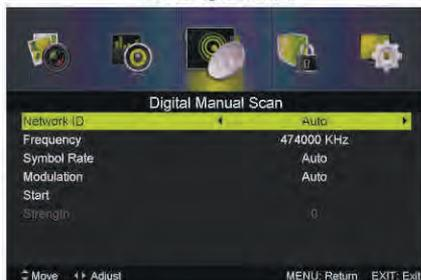 Digital Manual Scan
Network ID Auto
Frequency 474000 KHz
Symbol Rate Auto
Modulation Auto
Start
Strength 0
Move Adjust MENU: Return EXIT: Exit